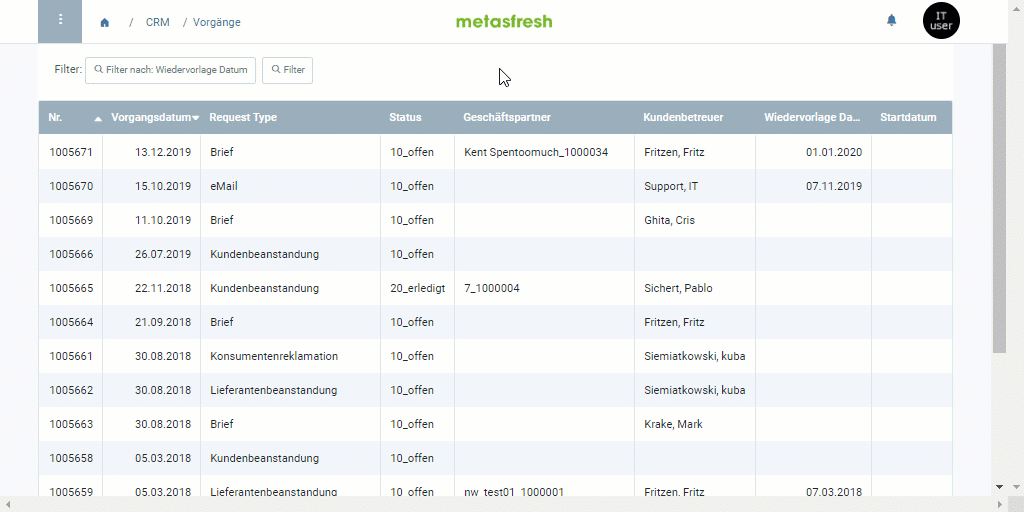 / CRM / Vorgänge metasfresh IT
user
Filter: Filter nach: Wiedervorlage Datum Filter
Nr. Vorgangsdatum Request Type Status Geschäftspartner Kundenbetreuer Wiedervorlage Da... Startdatum
1005671 13.12.2019 Brief 10_offen Kent Spentoomuch_1000034 Fritzen, Fritz 01.01.2020
1005670 15.10.2019 eMail 10_offen Support, IT 07.11.2019
1005669 11.10.2019 Brief 10_offen Ghita, Cris
1005666 26.07.2019 Kundenbeanstandung 10_offen
1005665 22.11.2018 Kundenbeanstandung 20_erledigt 7_1000004 Sichert, Pablo
1005664 21.09.2018 Brief 10_offen Fritzen, Fritz
1005661 30.08.2018 Konsumentenreklamation 10_offen Siemiatkowski, kuba
1005662 30.08.2018 Lieferantenbeanstandung 10_offen Siemiatkowski, kuba
1005663 30.08.2018 Brief 10_offen Krake, Mark
1005658 05.03.2018 Kundenbeanstandung 10_offen
1005659 05.03.2018 Lieferantenbeanstandung 10_offen nw_test01_1000001 Fritzen, Fritz 07.03.2018